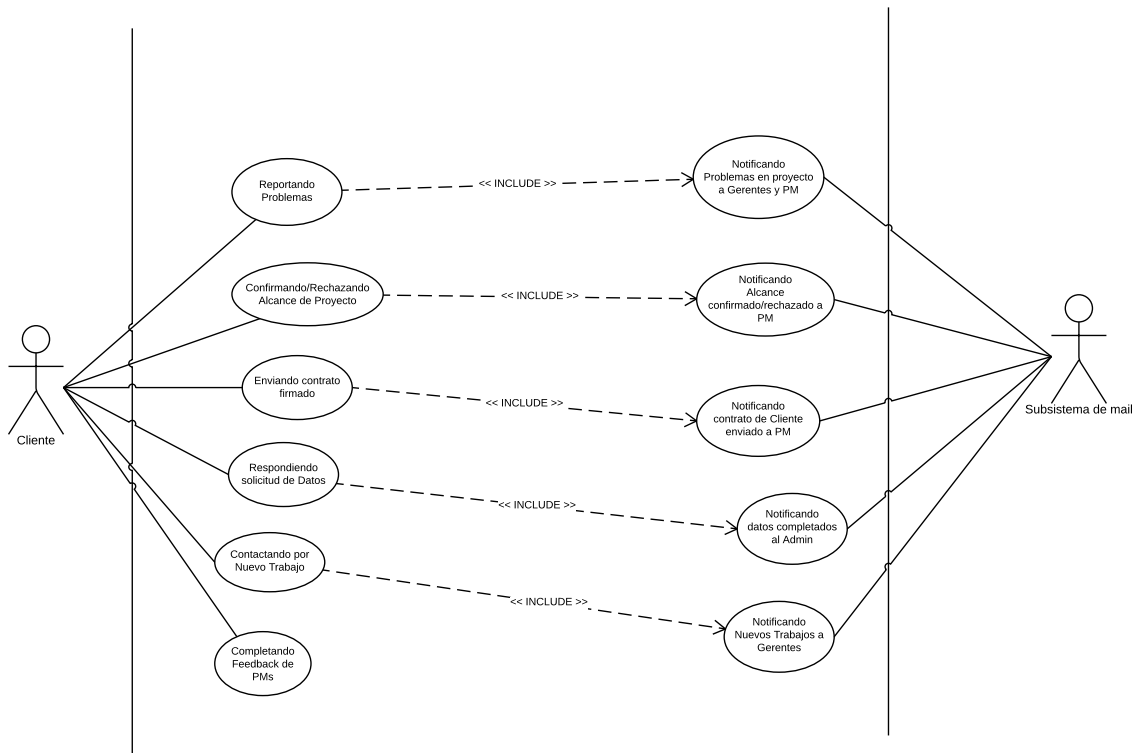 Reportando
Problemas
<< INCLUDE >>
Notificando
Problemas en proyecto
a Gerentes y PM
Confirmando/Rechazando
Alcance de Proyecto
<< INCLUDE >>
Notificando
Alcance
confirmado/rechazado a
PM
Cliente
Enviando contrato
firmado
<< INCLUDE >>
Notificando
contrato de Cliente
enviado a PM
Subsistema de mail
Respondiendo
solicitud de Datos
<< INCLUDE >>
Notificando
datos completados
al Admin
Contactando por
Nuevo Trabajo
<< INCLUDE >>
Notificando
Nuevos Trabajos a
Gerentes
Completando
Feedback de
PMs